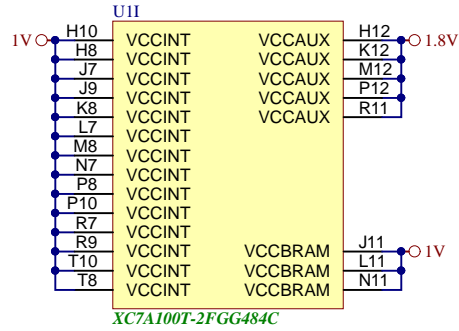 U1I
1V H10 VCCINT VCCAUX H12 1.8V
H8 VCCINT VCCAUX K12
J7 VCCINT VCCAUX M12
J9 VCCINT VCCAUX P12
K8 VCCINT VCCAUX R11
L7 VCCINT
M8 VCCINT
N7 VCCINT
P8 VCCINT
P10 VCCINT
R7 VCCINT
R9 VCCINT VCCBRAM J11 1V
T10 VCCINT VCCBRAM L11
T8 VCCINT VCCBRAM N11
XC7A100T-2FGG484C